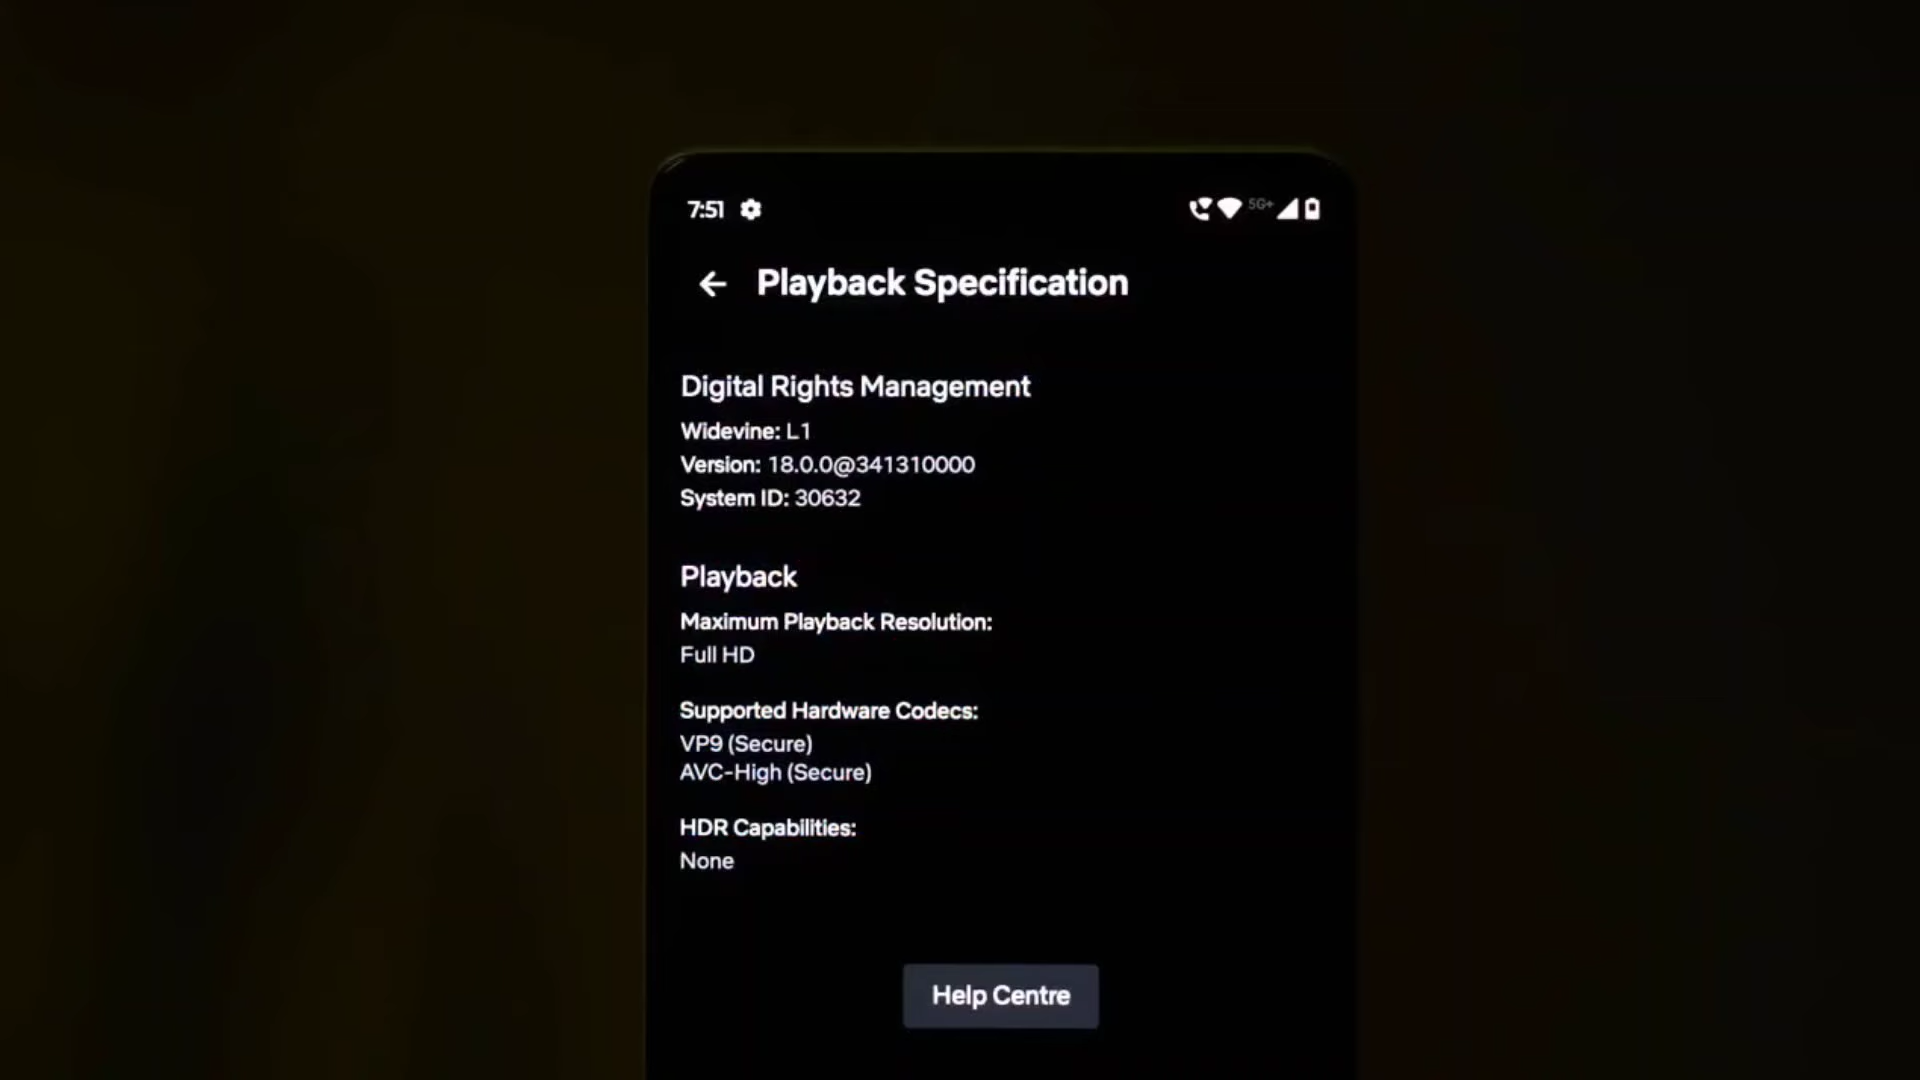 7:51 5G+
Playback Specification
Digital Rights Management
Widevine: L1
Version: 18.0.0@341310000
System ID: 30632
Playback
Maximum Playback Resolution:
Full HD
Supported Hardware Codecs:
VP9 (Secure)
AVC-High (Secure)
HDR Capabilities:
None
Help Centre